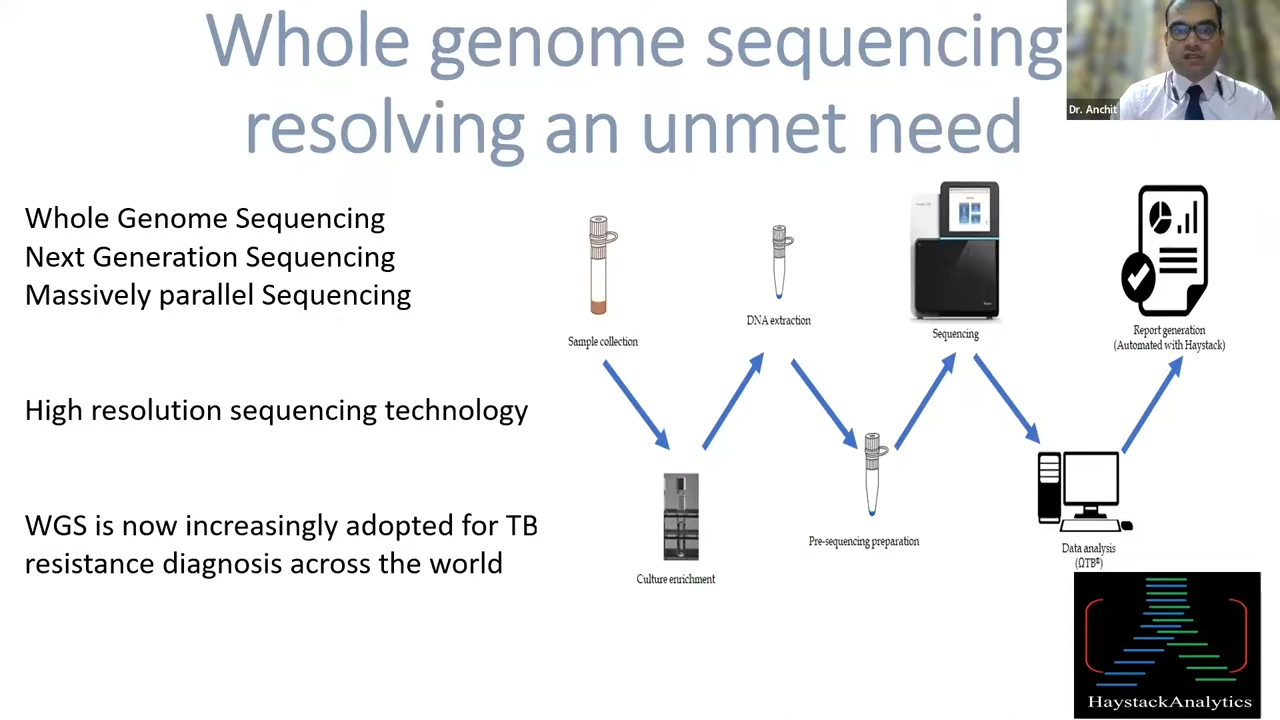 Whole genome sequencing
resolving an unmet need
Dr. Anchit
Whole Genome Sequencing
Next Generation Sequencing
Massively parallel Sequencing
High resolution sequencing technology
WGS is now increasingly adopted for TB
resistance diagnosis across the world
Sample collection
DNA extraction
Sequencing
Report generation
(Automated with Haystack)
Culture enrichment
Pre-sequencing preparation
Data analysis
(ΩTB®)
HaystackAnalytics